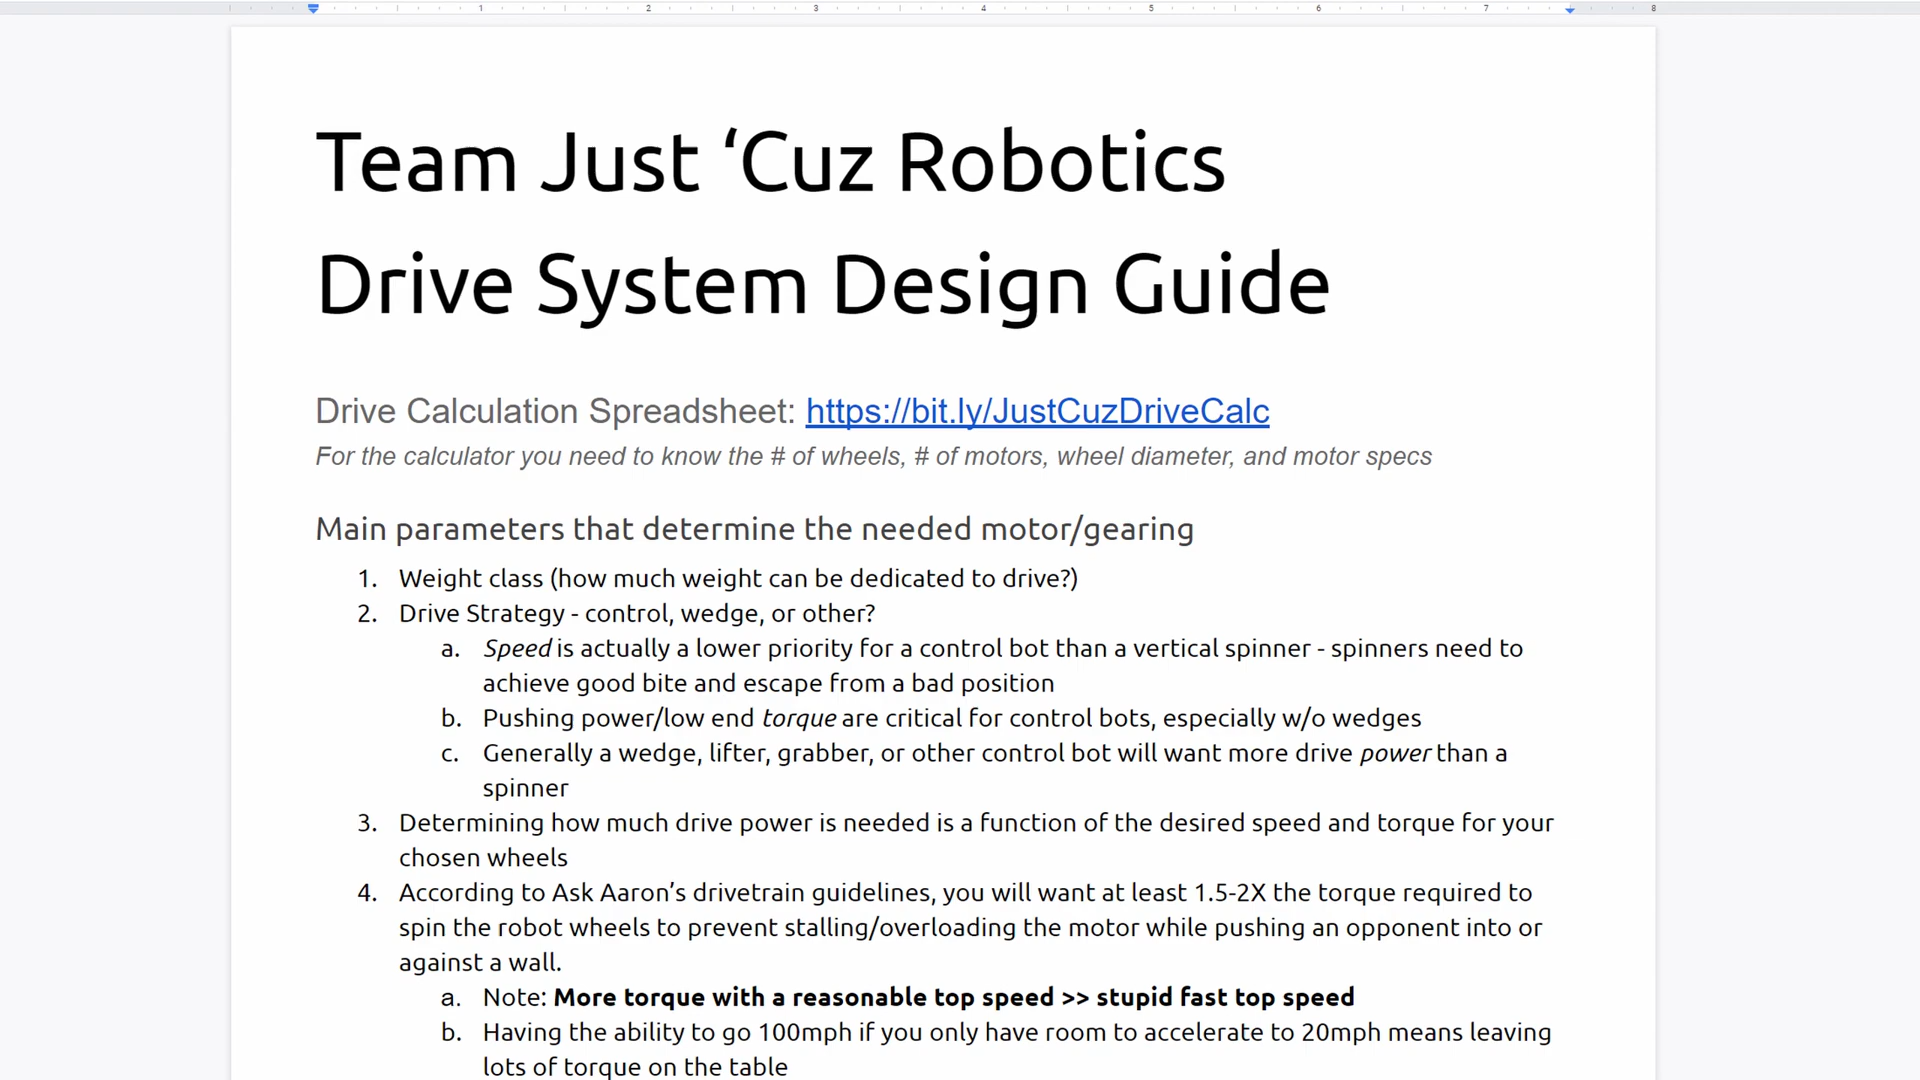 1 2 3 4 5 6 7 8
Team Just ‘Cuz Robotics
Drive System Design Guide
Drive Calculation Spreadsheet: https://bit.ly/JustCuzDriveCalc
For the calculator you need to know the # of wheels, # of motors, wheel diameter, and motor specs
Main parameters that determine the needed motor/gearing
1. Weight class (how much weight can be dedicated to drive?)
2. Drive Strategy - control, wedge, or other?
a. Speed is actually a lower priority for a control bot than a vertical spinner - spinners need to
achieve good bite and escape from a bad position
b. Pushing power/low end torque are critical for control bots, especially w/o wedges
c. Generally a wedge, lifter, grabber, or other control bot will want more drive power than a
spinner
3. Determining how much drive power is needed is a function of the desired speed and torque for your
chosen wheels
4. According to Ask Aaron’s drivetrain guidelines, you will want at least 1.5-2X the torque required to
spin the robot wheels to prevent stalling/overloading the motor while pushing an opponent into or
against a wall.
a. Note: More torque with a reasonable top speed >> stupid fast top speed
b. Having the ability to go 100mph if you only have room to accelerate to 20mph means leaving
lots of torque on the table